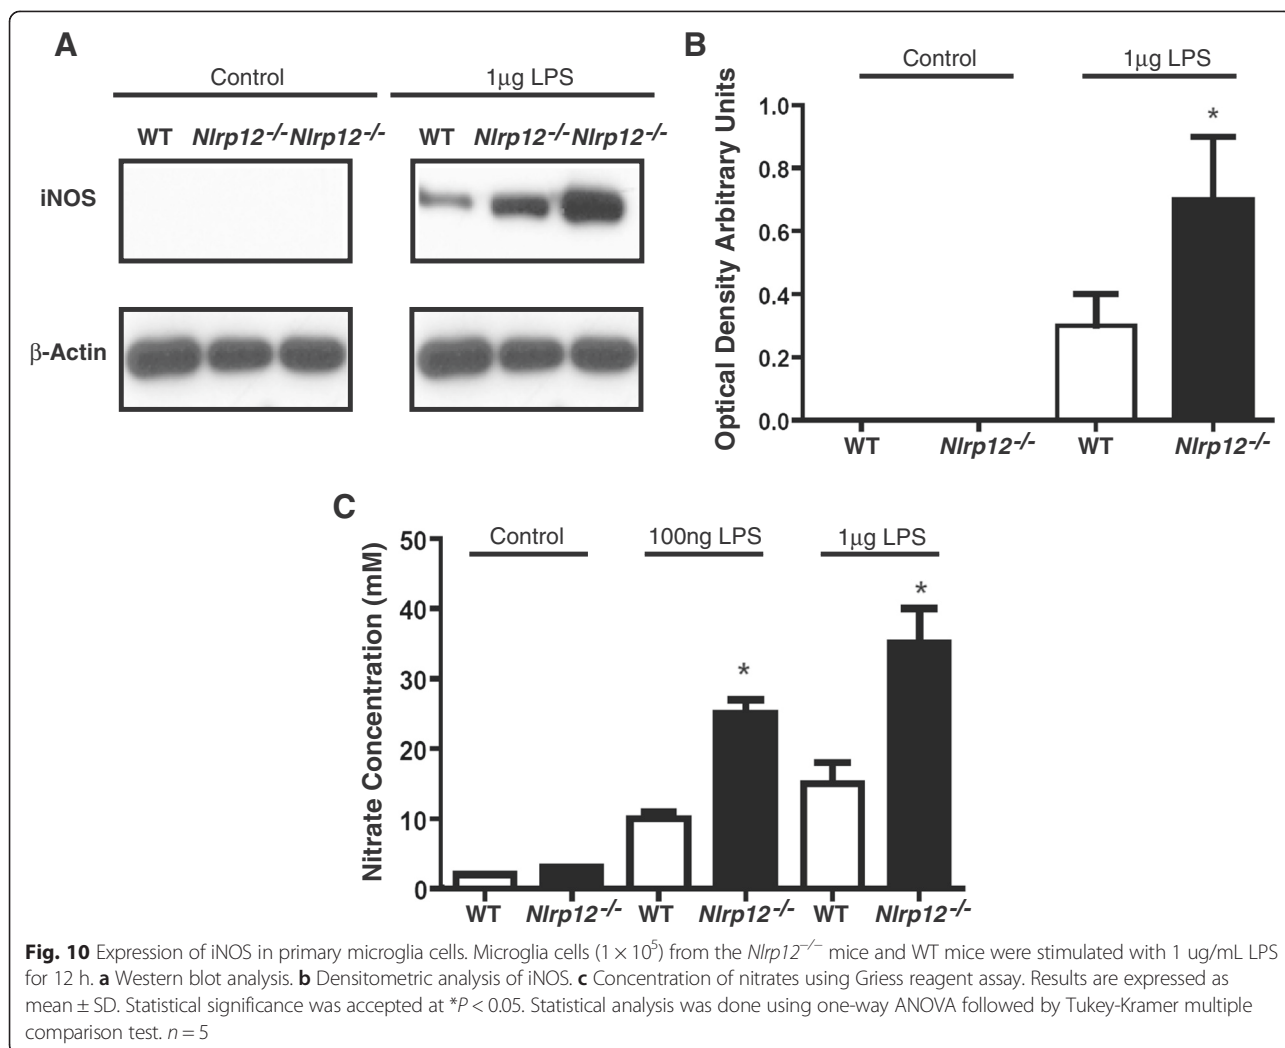 A
Control 1μg LPS
WT Nlrp12-/- Nlrp12-/- WT Nlrp12-/- Nlrp12-/-
iNOS
β-Actin
B
Control 1μg LPS
Optical Density Arbitrary Units
1.0
0.8
0.6
0.4
0.2
0.0
*
WT Nlrp12-/- WT Nlrp12-/-
C
Control 100ng LPS 1μg LPS
Nitrate Concentration (mM)
50
40
30
20
10
0
* *
WT Nlrp12-/- WT Nlrp12-/- WT Nlrp12-/-
Fig. 10 Expression of iNOS in primary microglia cells. Microglia cells (1 × 10⁵) from the Nlrp12⁻/⁻ mice and WT mice were stimulated with 1 ug/mL LPS
for 12 h. a Western blot analysis. b Densitometric analysis of iNOS. c Concentration of nitrates using Griess reagent assay. Results are expressed as
mean ± SD. Statistical significance was accepted at *P < 0.05. Statistical analysis was done using one-way ANOVA followed by Tukey-Kramer multiple
comparison test. n = 5